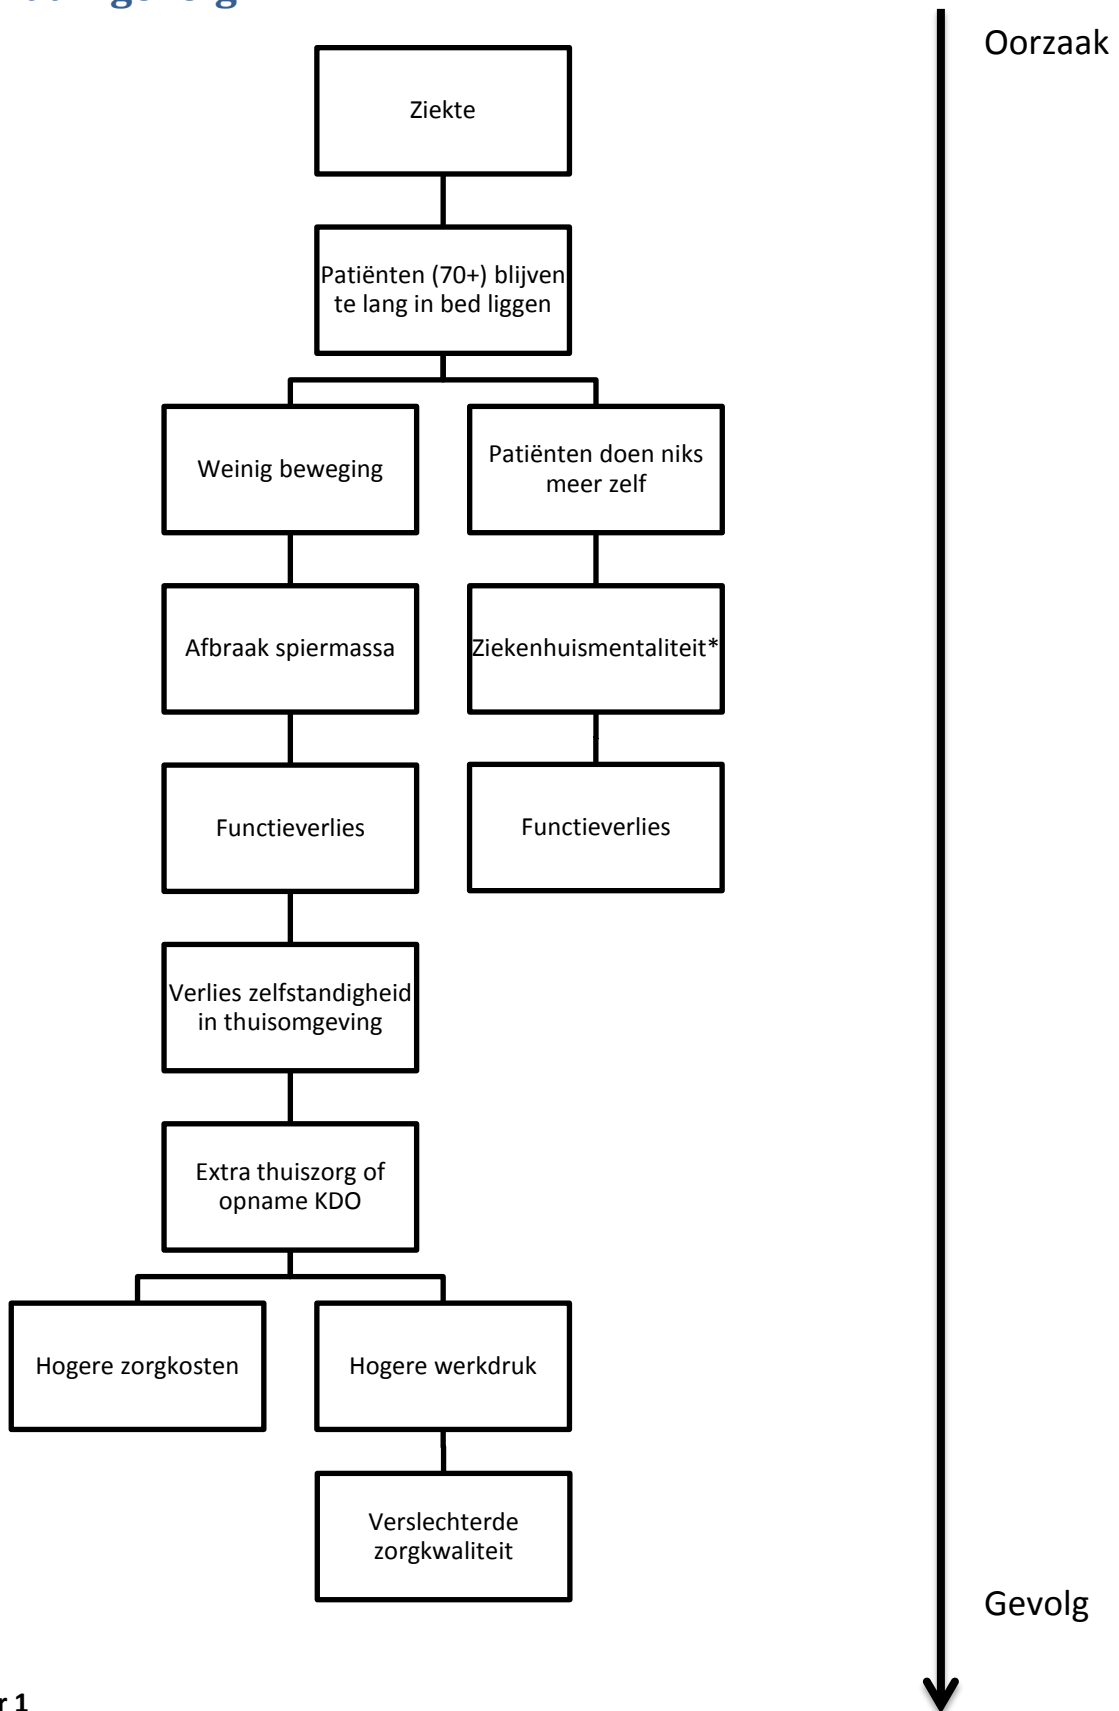 Oorzaak
Ziekte
Patiënten (70+) blijven
te lang in bed liggen
Weinig beweging
Patiënten doen niks
meer zelf
Afbraak spiermassa
Ziekenhuismentaliteit*
Functieverlies
Functieverlies
Verlies zelfstandigheid
in thuisomgeving
Extra thuiszorg of
opname KDO
Hogere zorgkosten
Hogere werkdruk
Verslechterde
zorgkwaliteit
Gevolg
r 1